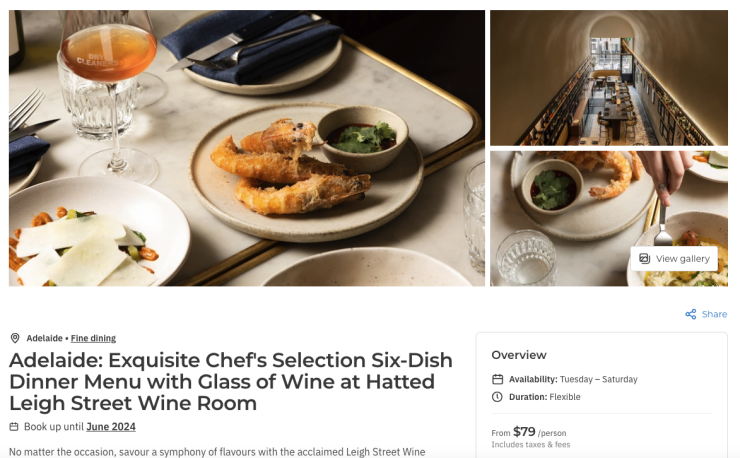 CLEANERS
View gallery
Share
Adelaide • Fine dining
Adelaide: Exquisite Chef's Selection Six-Dish
Dinner Menu with Glass of Wine at Hatted
Leigh Street Wine Room
Book up until June 2024
No matter the occasion, savour a symphony of flavours with the acclaimed Leigh Street Wine
Overview
Availability: Tuesday – Saturday
Duration: Flexible
From $79 /person
Includes taxes & fees